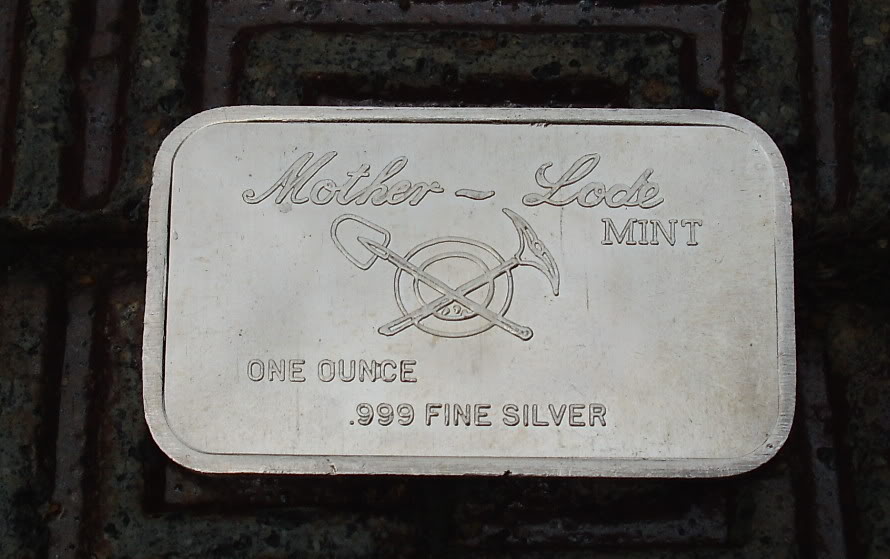 Mother - Lode
MINT
ONE OUNCE
.999 FINE SILVER